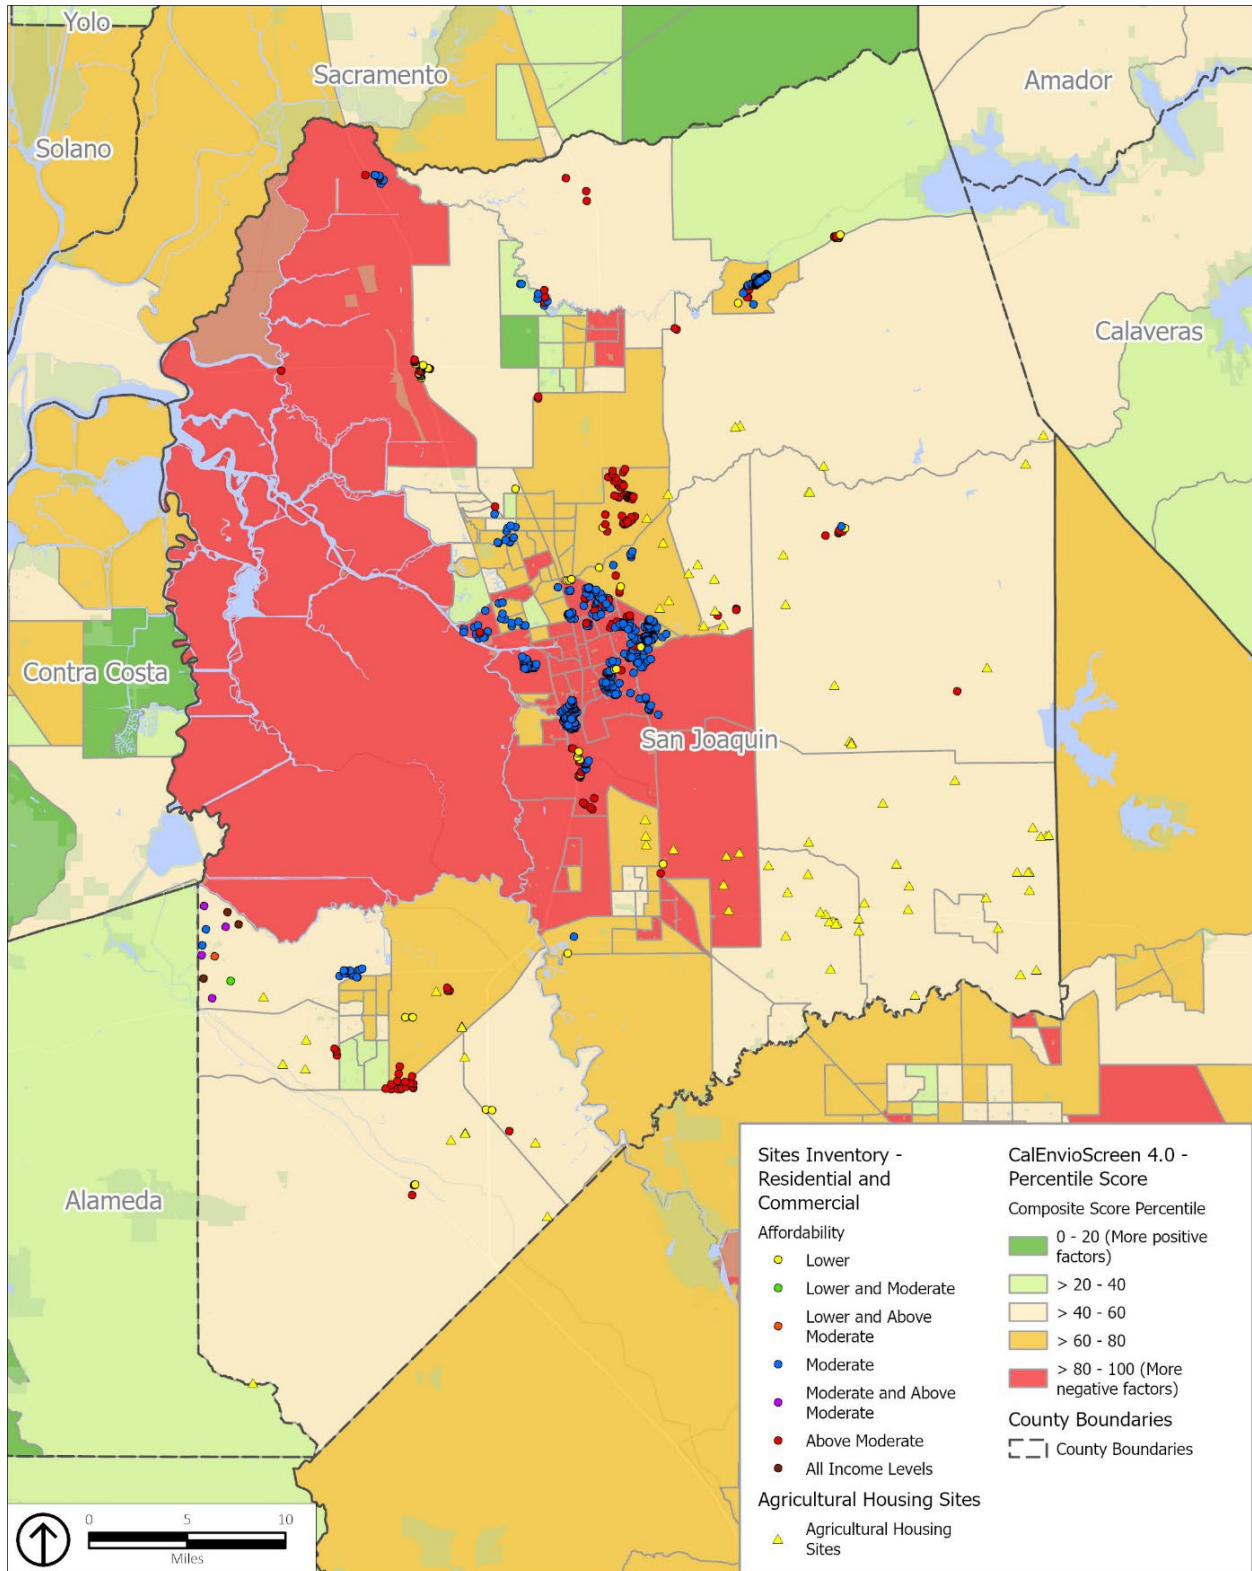 Yolo
Sacramento
Amador
Solano
Calaveras
Contra Costa
San Joaquin
Alameda
Sites Inventory -
Residential and
Commercial
Affordability
Lower
Lower and Moderate
Lower and Above
Moderate
Moderate
Moderate and Above
Moderate
Above Moderate
All Income Levels
Agricultural Housing Sites
Agricultural Housing
Sites
CalEnvioScreen 4.0 -
Percentile Score
Composite Score Percentile
0 - 20 (More positive
factors)
> 20 - 40
> 40 - 60
> 60 - 80
> 80 - 100 (More
negative factors)
County Boundaries
County Boundaries
0 5 10
Miles